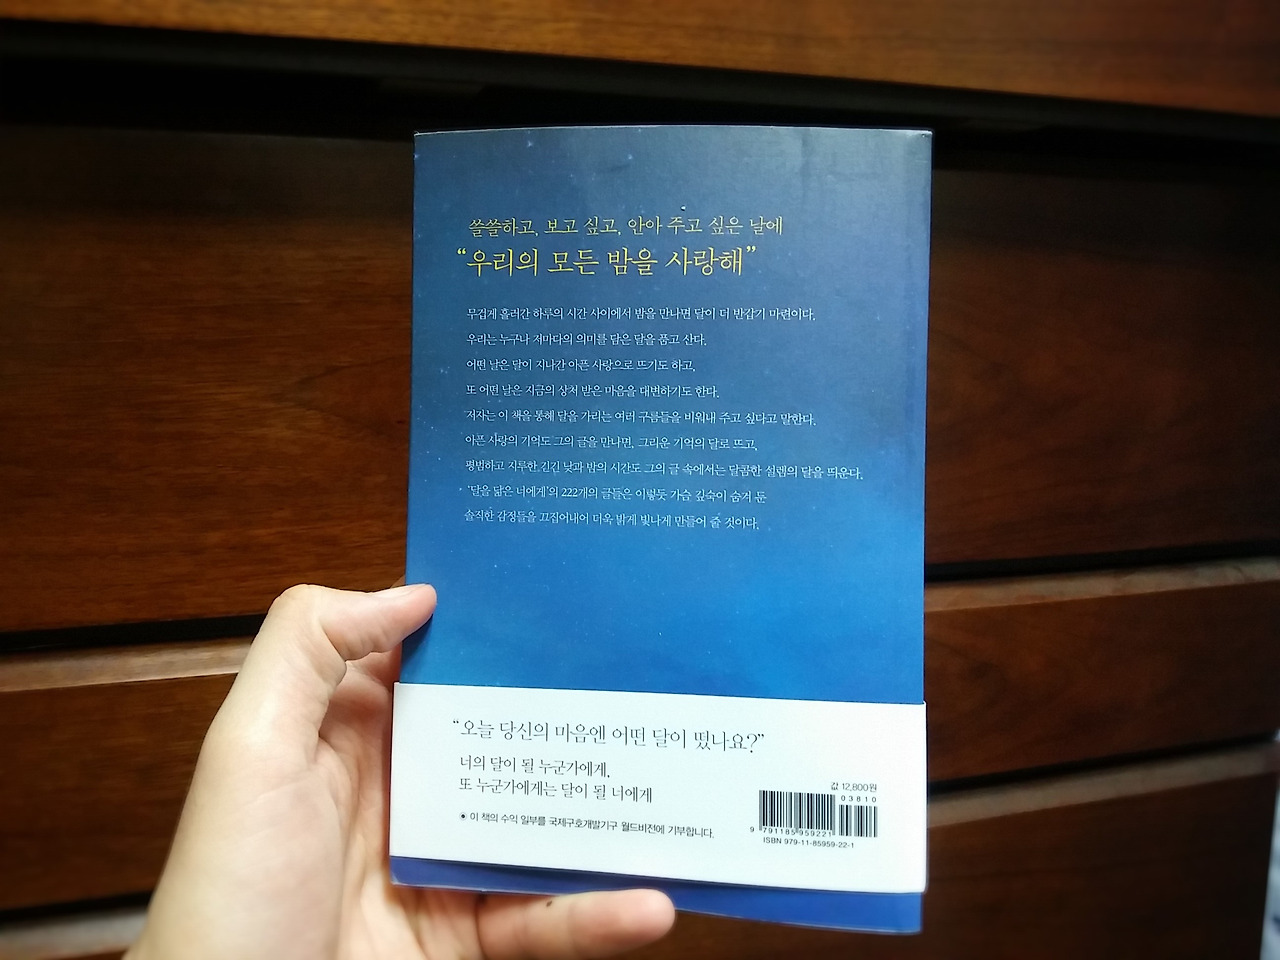 쓸쓸하고, 보고 싶고, 안아 주고 싶은 날에
“우리의 모든 밤을 사랑해”
무겁게 흘러간 하루의 시간 사이에서 밤을 만나면 달이 더 반갑기 마련이다.
우리는 누구나 저마다의 의미를 담은 달을 품고 산다.
어떤 날은 달이 지나간 아픈 사랑으로 뜨기도 하고,
또 어떤 날은 지금의 상처 받은 마음을 대변하기도 한다.
저자는 이 책을 통해 달을 가리는 여러 구름들을 비워내 주고 싶다고 말한다.
아픈 사랑의 기억도 그의 글을 만나면, 그리운 기억의 달로 뜨고,
평범하고 지루한 긴긴 낮과 밤의 시간도 그의 글 속에서는 달콤한 설렘의 달을 띄운다.
‘달을 닮은 너에게’의 222개의 글들은 이렇듯 가슴 깊숙이 숨겨 둔
솔직한 감정들을 끄집어내어 더욱 밝게 빛나게 만들어 줄 것이다.
“오늘 당신의 마음엔 어떤 달이 떴나요?”
너의 달이 될 누군가에게,
또 누군가에게는 달이 될 너에게
◉ 이 책의 수익 일부를 국제구호개발기구 월드비전에 기부합니다.
값 12,800원
03810
9 791185 959221
ISBN 979-11-85959-22-1